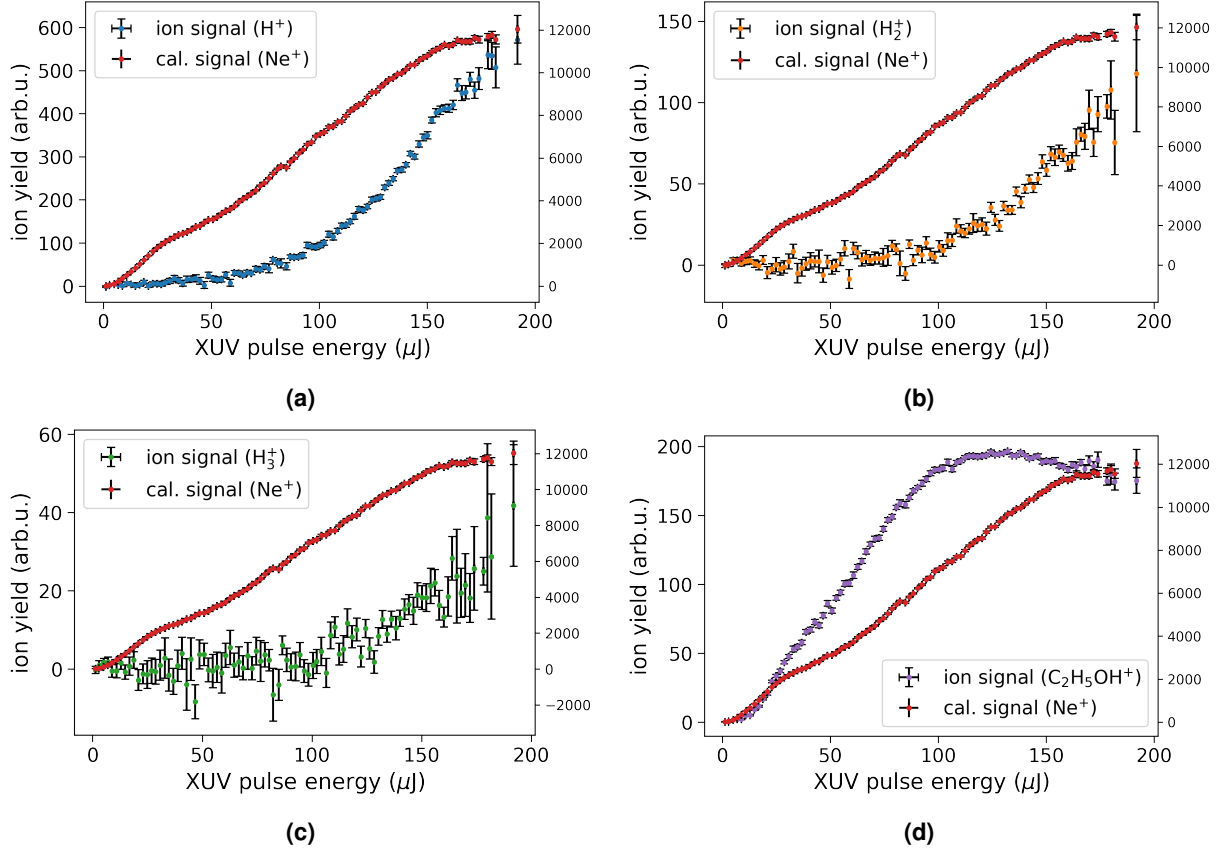 ion signal (H⁺)
cal. signal (Ne⁺)
ion yield (arb.u.)
600
500
400
300
200
100
0
12000
10000
8000
6000
4000
2000
0
0 50 100 150 200
XUV pulse energy (μJ)
(a)
ion signal (H₂⁺)
cal. signal (Ne⁺)
ion yield (arb.u.)
150
100
50
0
12000
10000
8000
6000
4000
2000
0
0 50 100 150 200
XUV pulse energy (μJ)
(b)
ion signal (H₃⁺)
cal. signal (Ne⁺)
ion yield (arb.u.)
60
40
20
0
12000
10000
8000
6000
4000
2000
0
−2000
0 50 100 150 200
XUV pulse energy (μJ)
(c)
ion signal (C₂H₅OH⁺)
cal. signal (Ne⁺)
ion yield (arb.u.)
200
150
100
50
0
12000
10000
8000
6000
4000
2000
0
0 50 100 150 200
XUV pulse energy (μJ)
(d)